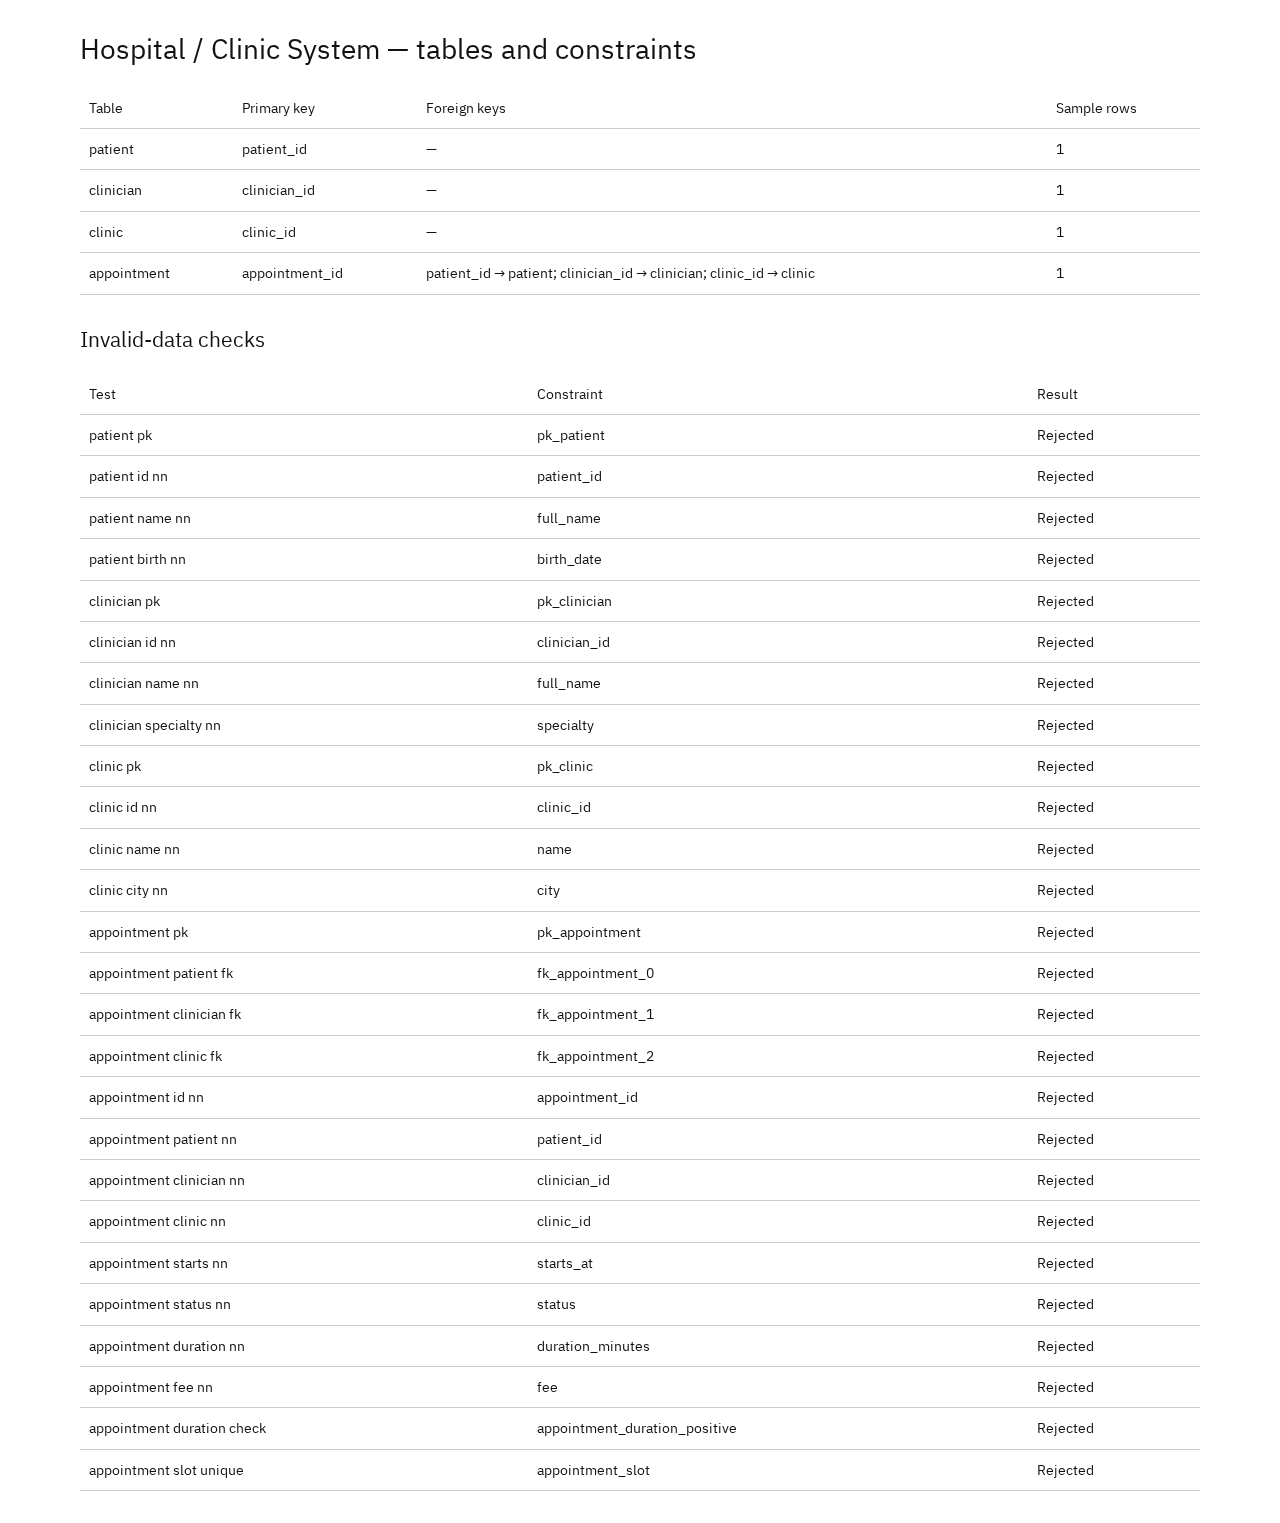 Hospital / Clinic System — tables and constraints
Table Primary key Foreign keys Sample rows
patient patient_id — 1
clinician clinician_id — 1
clinic clinic_id — 1
appointment appointment_id patient_id → patient; clinician_id → clinician; clinic_id → clinic 1
Invalid-data checks
Test Constraint Result
patient pk pk_patient Rejected
patient id nn patient_id Rejected
patient name nn full_name Rejected
patient birth nn birth_date Rejected
clinician pk pk_clinician Rejected
clinician id nn clinician_id Rejected
clinician name nn full_name Rejected
clinician specialty nn specialty Rejected
clinic pk pk_clinic Rejected
clinic id nn clinic_id Rejected
clinic name nn name Rejected
clinic city nn city Rejected
appointment pk pk_appointment Rejected
appointment patient fk fk_appointment_0 Rejected
appointment clinician fk fk_appointment_1 Rejected
appointment clinic fk fk_appointment_2 Rejected
appointment id nn appointment_id Rejected
appointment patient nn patient_id Rejected
appointment clinician nn clinician_id Rejected
appointment clinic nn clinic_id Rejected
appointment starts nn starts_at Rejected
appointment status nn status Rejected
appointment duration nn duration_minutes Rejected
appointment fee nn fee Rejected
appointment duration check appointment_duration_positive Rejected
appointment slot unique appointment_slot Rejected